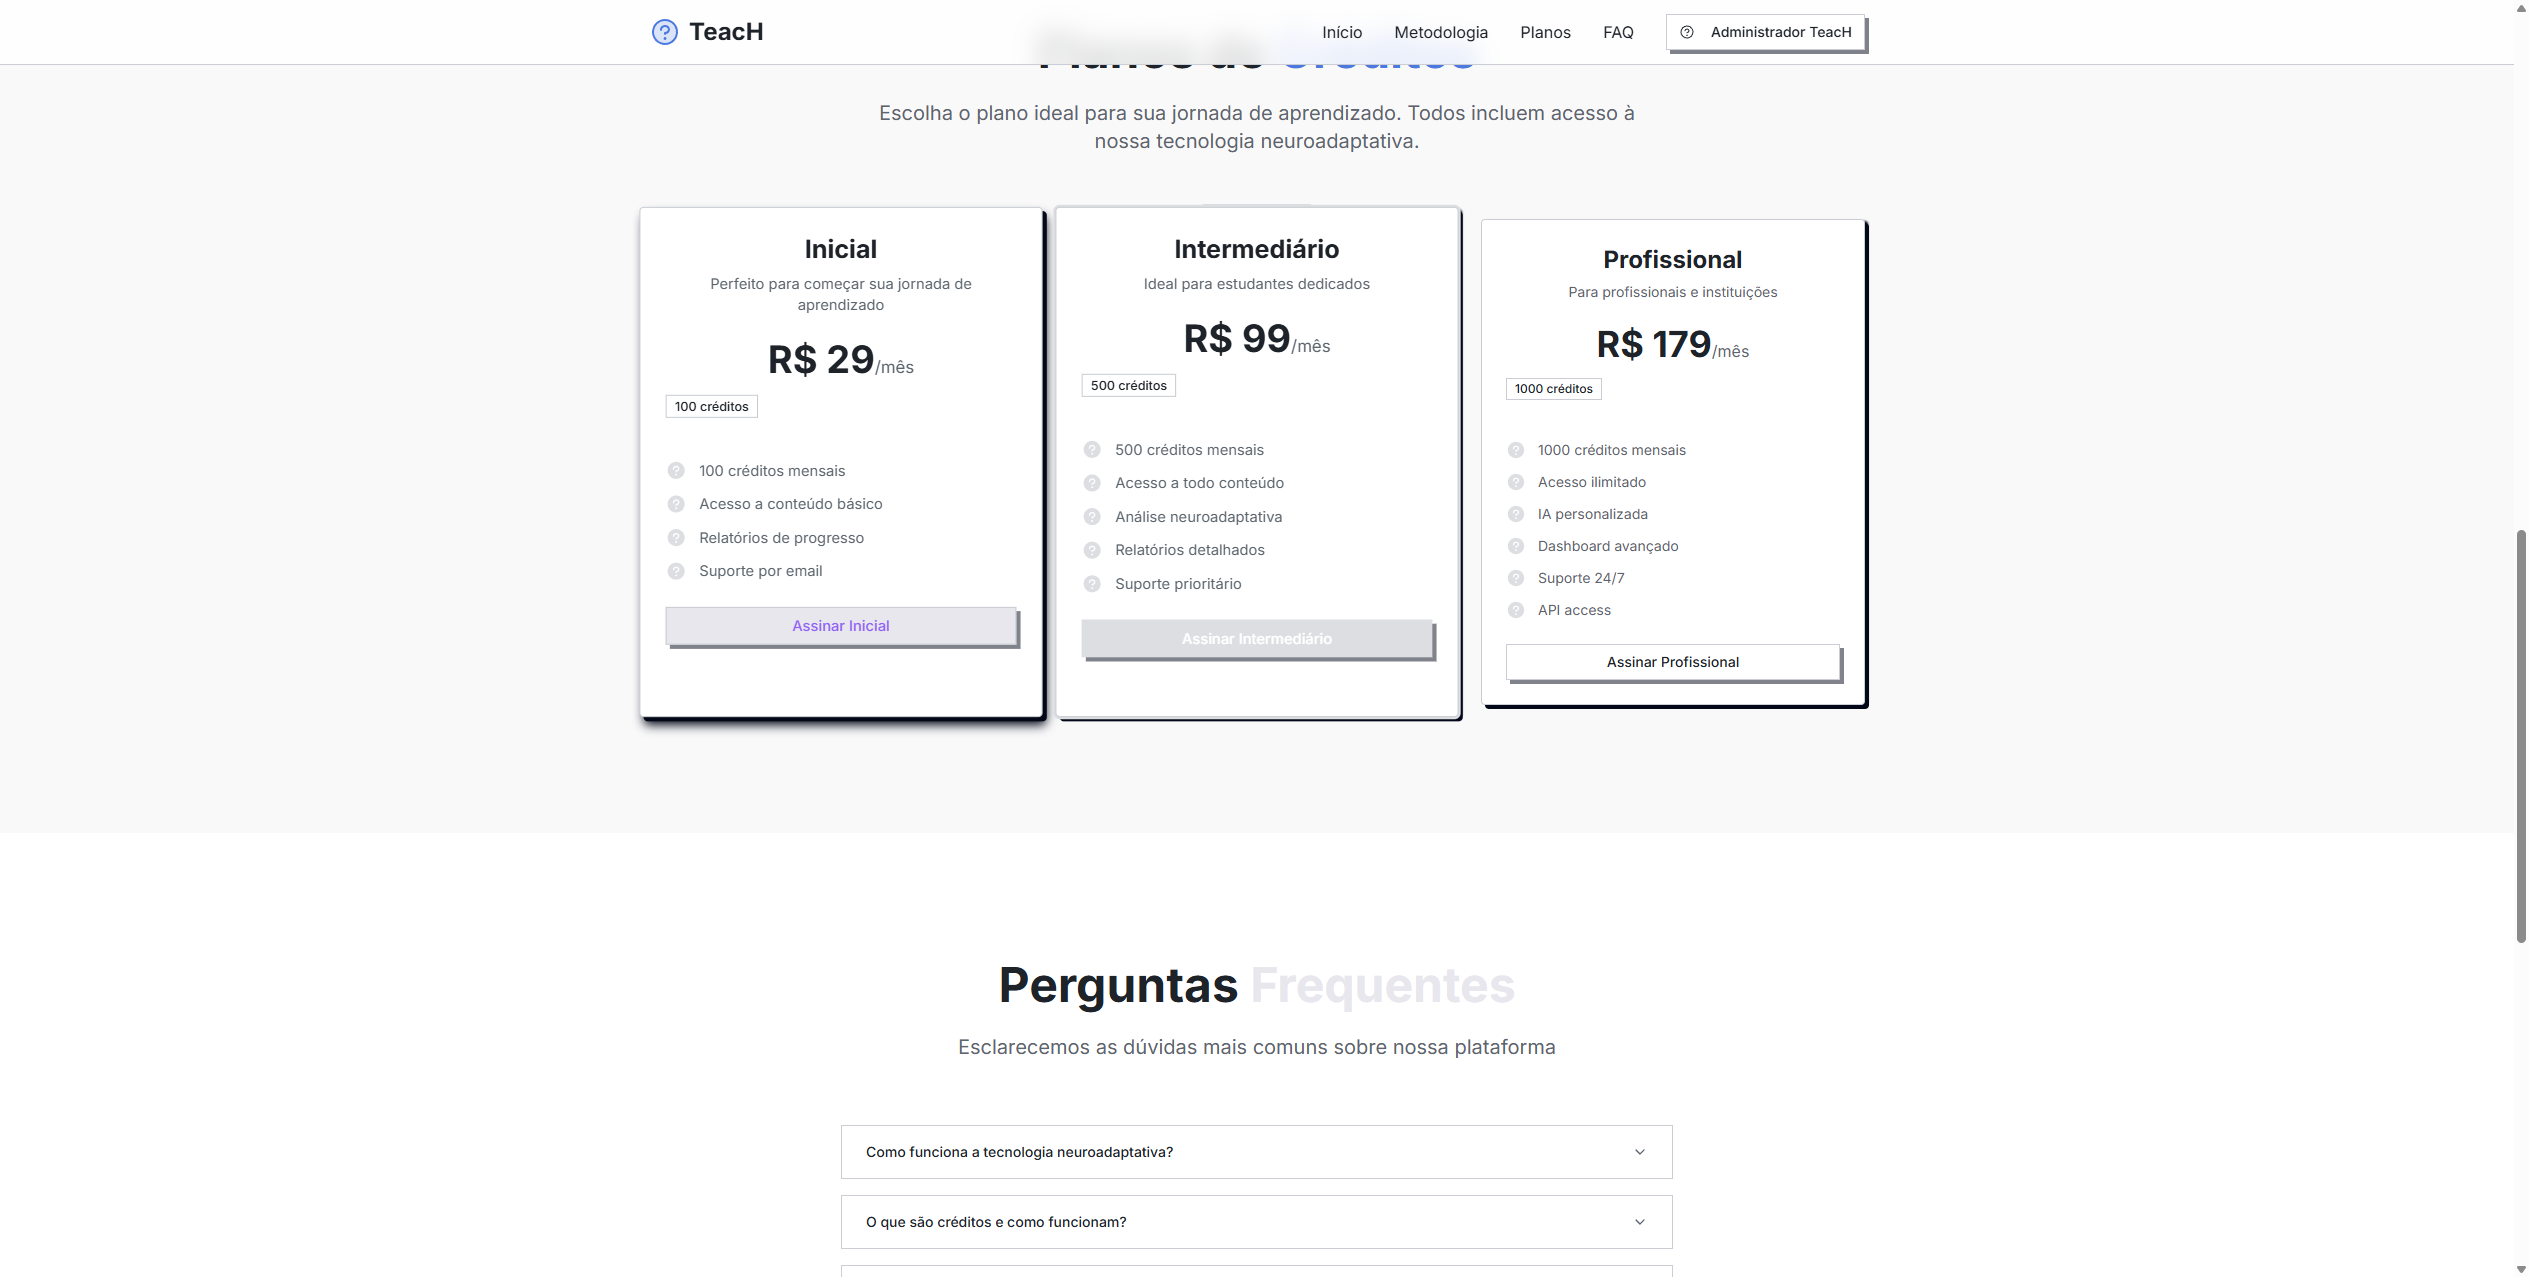 TeacH
Início
Metodologia
Planos
FAQ
Administrador TeacH
Escolha o plano ideal para sua jornada de aprendizado. Todos incluem acesso à
nossa tecnologia neuroadaptativa.
Inicial
Perfeito para começar sua jornada de
aprendizado
R$ 29/mês
100 créditos
100 créditos mensais
Acesso a conteúdo básico
Relatórios de progresso
Suporte por email
Assinar Inicial
Intermediário
Ideal para estudantes dedicados
R$ 99/mês
500 créditos
500 créditos mensais
Acesso a todo conteúdo
Análise neuroadaptativa
Relatórios detalhados
Suporte prioritário
Assinar Intermediário
Profissional
Para profissionais e instituições
R$ 179/mês
1000 créditos
1000 créditos mensais
Acesso ilimitado
IA personalizada
Dashboard avançado
Suporte 24/7
API access
Assinar Profissional
Perguntas Frequentes
Esclarecemos as dúvidas mais comuns sobre nossa plataforma
Como funciona a tecnologia neuroadaptativa?
O que são créditos e como funcionam?